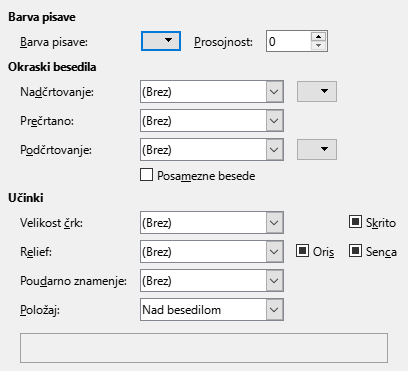 Barva pisave
Barva pisave: Prosojnost: 0
Okraski besedila
Nadčrtovanje: (Brez)
Prečrtano: (Brez)
Podčrtovanje: (Brez)
Posamezne besede
Učinki
Velikost črk: (Brez) Skrito
Relief: (Brez) Oris Senca
Poudarno znamenje: (Brez)
Položaj: Nad besedilom